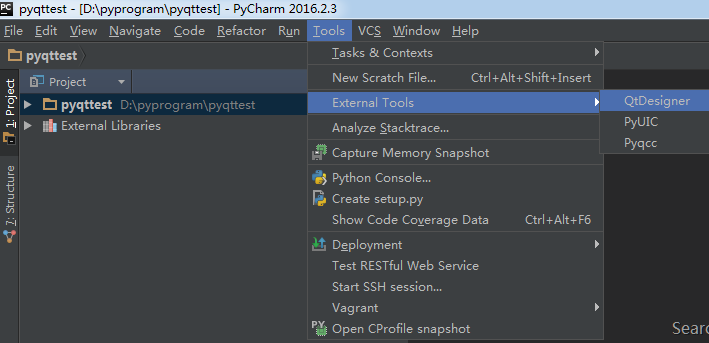 PC pyqttest - [D:\pyprogram\pyqttest] - PyCharm 2016.2.3
File Edit View Navigate Code Refactor Run Tools VCS Window Help
pyqttest
1: Project
7: Structure
Project
pyqttest D:\pyprogram\pyqttest
External Libraries
Tasks & Contexts
New Scratch File... Ctrl+Alt+Shift+Insert
External Tools
Analyze Stacktrace...
Capture Memory Snapshot
Python Console...
Create setup.py
Show Code Coverage Data Ctrl+Alt+F6
Deployment
Test RESTful Web Service
Start SSH session...
Vagrant
Open CProfile snapshot
QtDesigner
PyUIC
Pyqcc
Searc